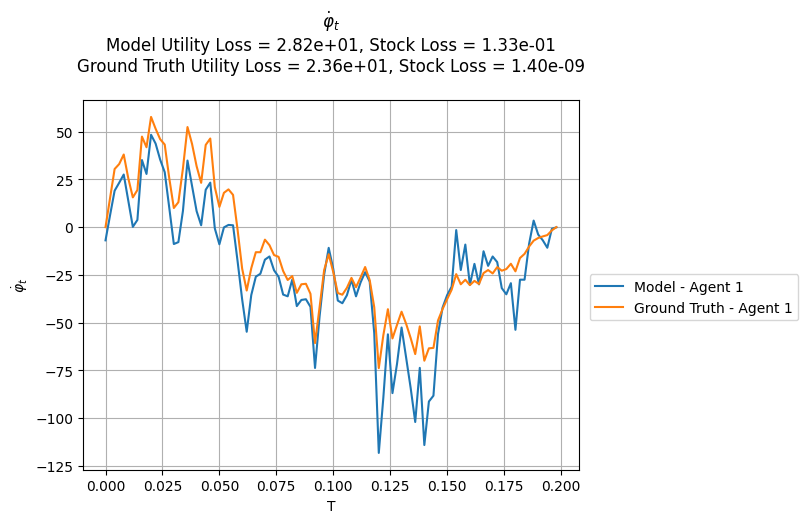 φ̇ₜ
Model Utility Loss = 2.82e+01, Stock Loss = 1.33e-01
Ground Truth Utility Loss = 2.36e+01, Stock Loss = 1.40e-09
50
25
0
−25
−50
−75
−100
−125
φ̇ₜ
0.000 0.025 0.050 0.075 0.100 0.125 0.150 0.175 0.200
T
Model - Agent 1
Ground Truth - Agent 1